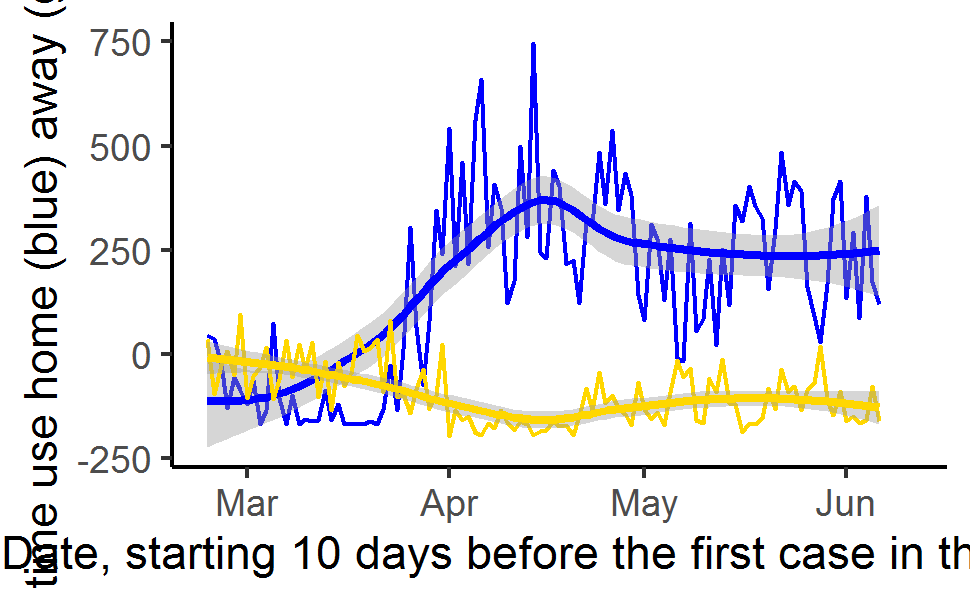 time use home (blue) away (
750
500
250
0
-250
Mar Apr May Jun
Date, starting 10 days before the first case in th